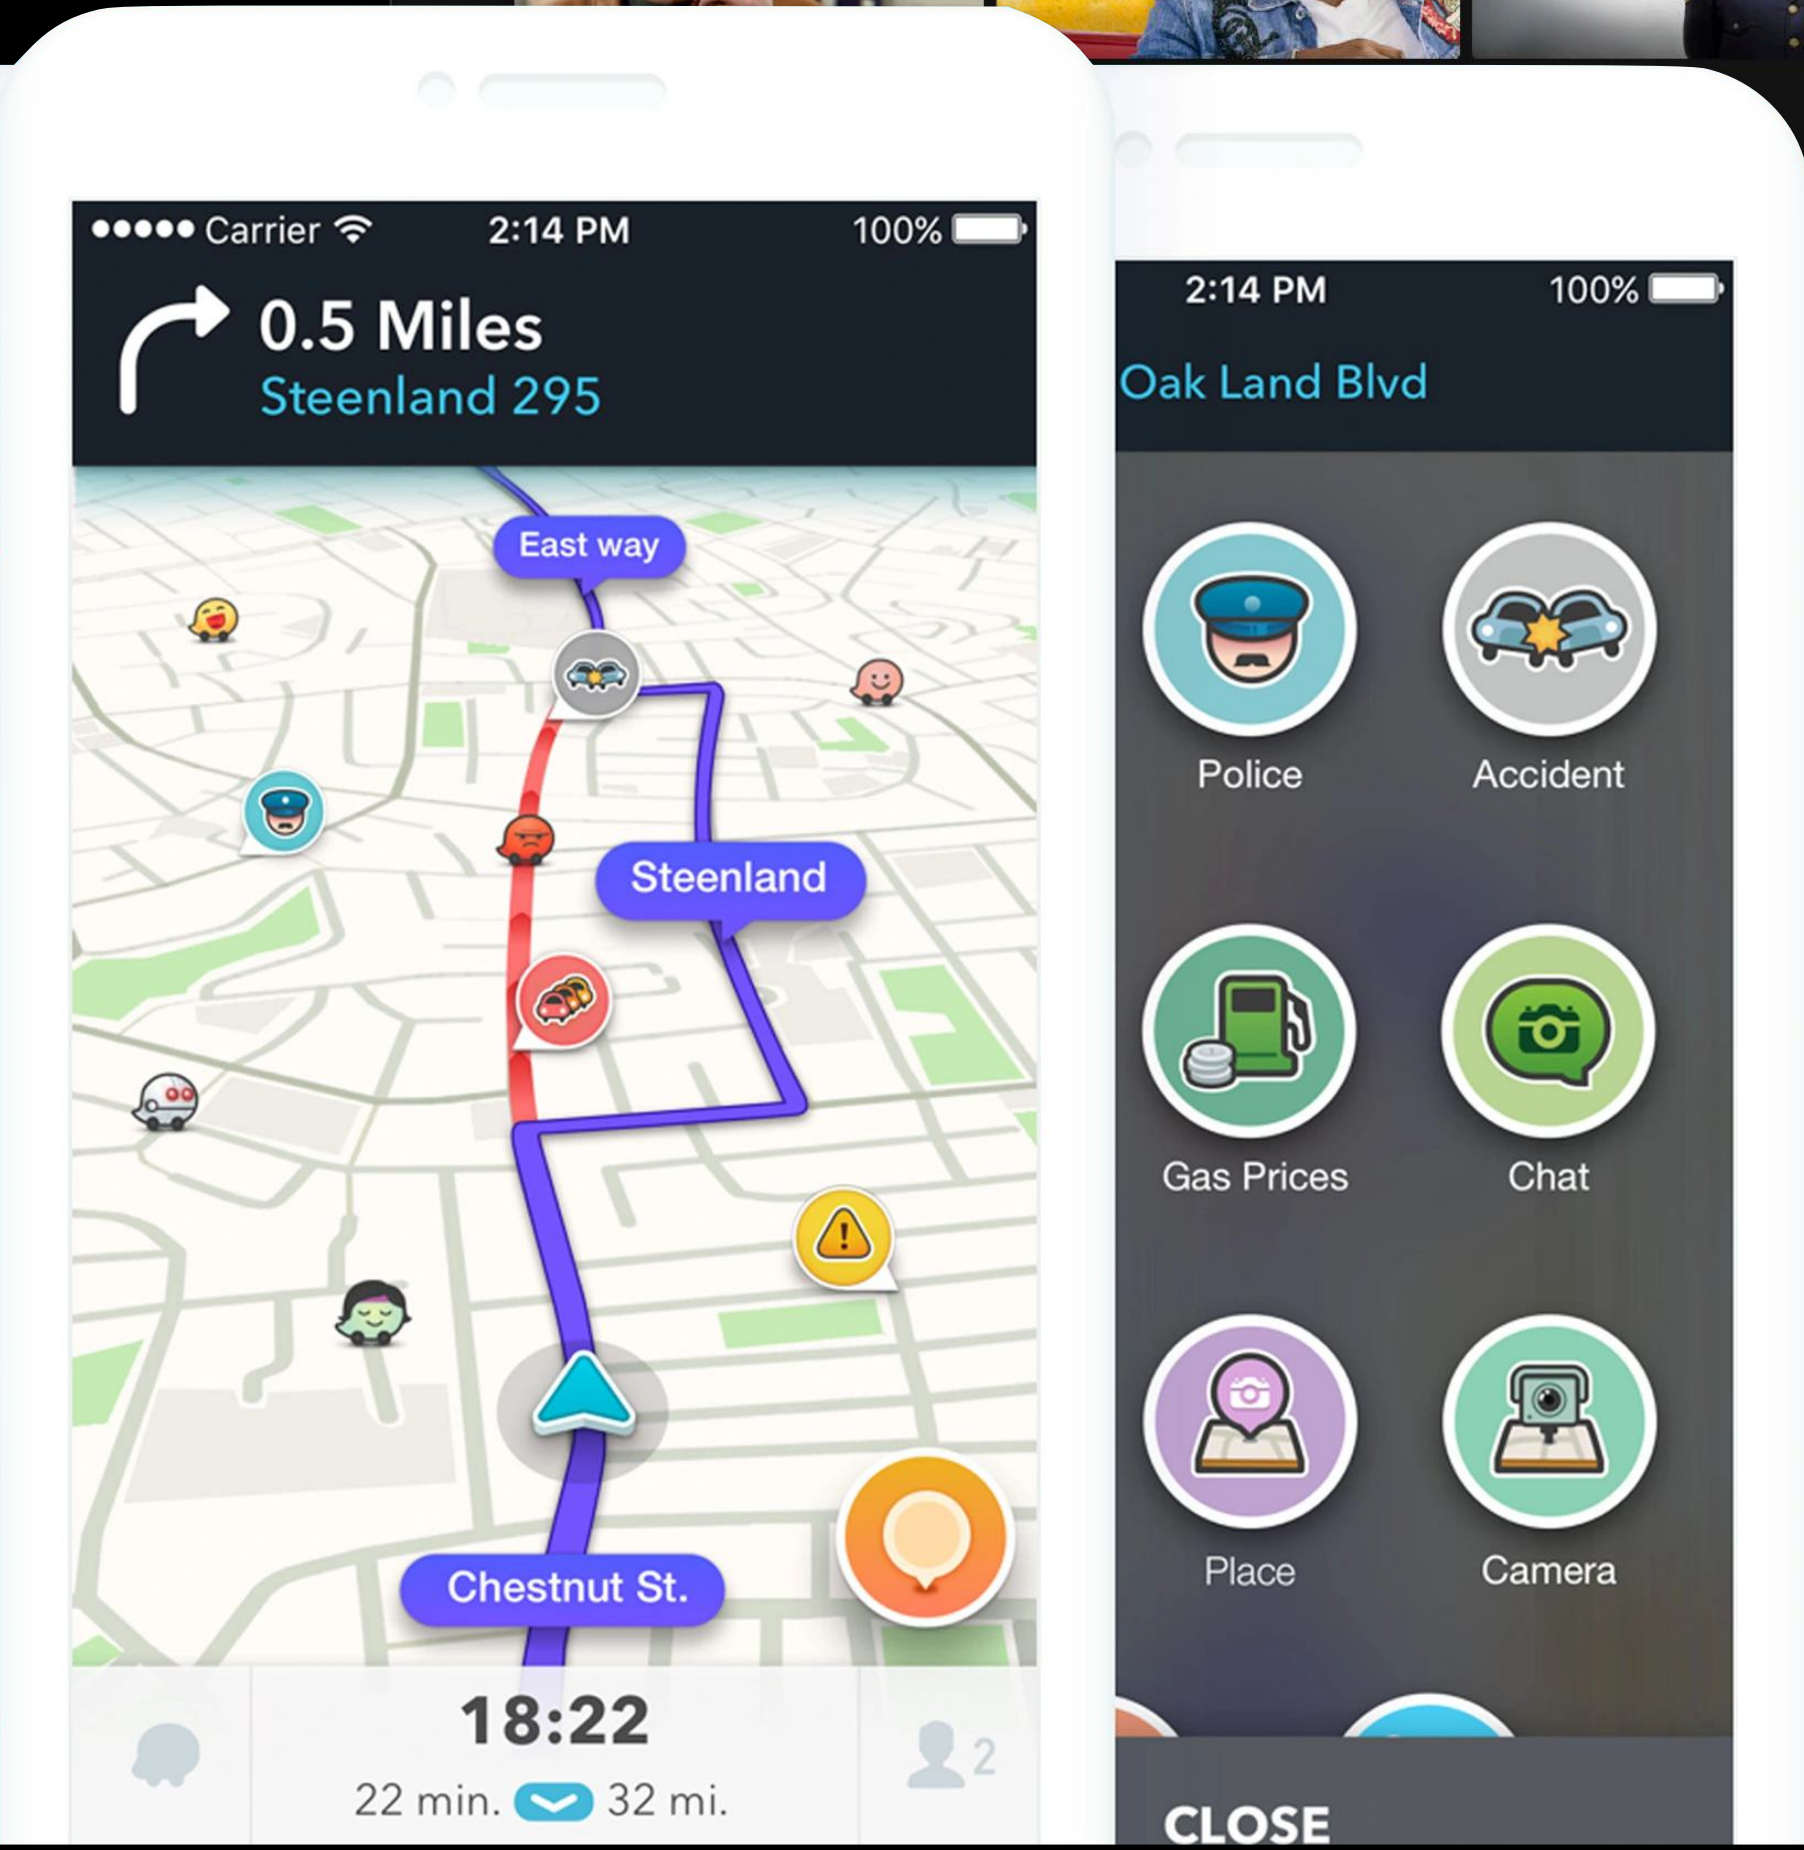 Carrier 2:14 PM 100%
0.5 Miles
Steenland 295
East way
Steenland
Chestnut St.
18:22
22 min. 32 mi.
2
2:14 PM 100%
Oak Land Blvd
Police
Accident
Gas Prices
Chat
Place
Camera
CLOSE